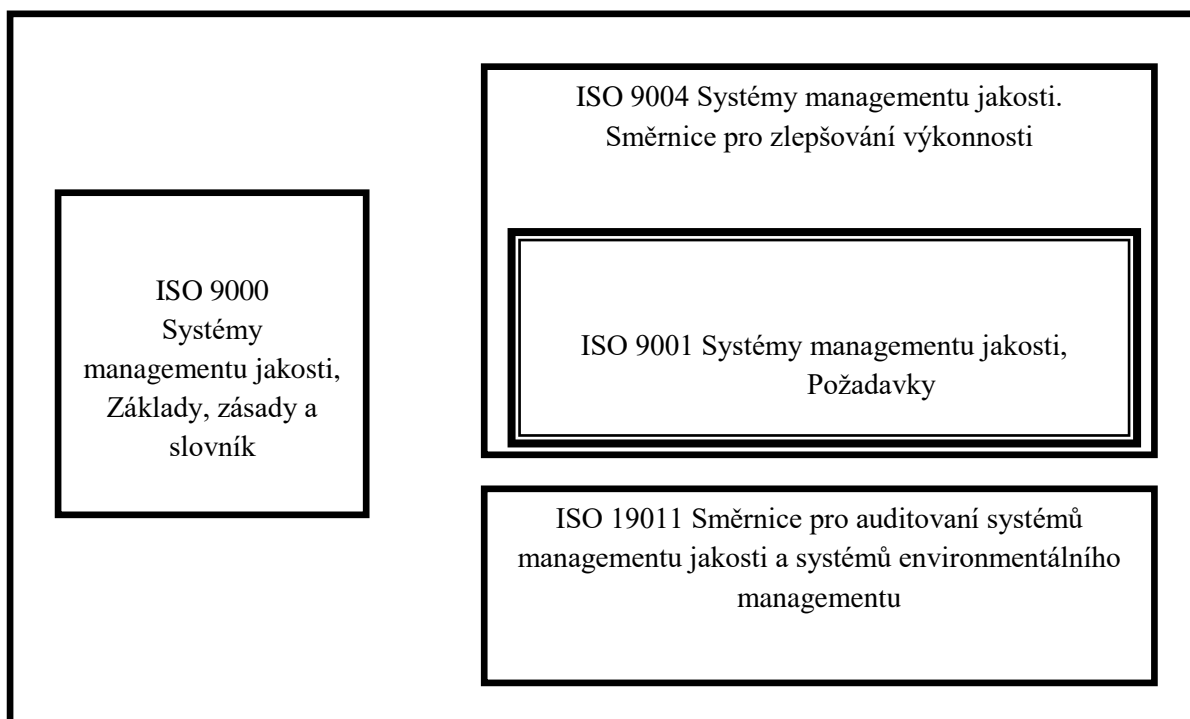 ISO 9004 Systémy managementu jakosti.
Směrnice pro zlepšování výkonnosti
ISO 9000
Systémy
managementu jakosti,
Základy, zásady a
slovník
ISO 9001 Systémy managementu jakosti,
Požadavky
ISO 19011 Směrnice pro auditovaní systémů
managementu jakosti a systémů environmentálního
managementu